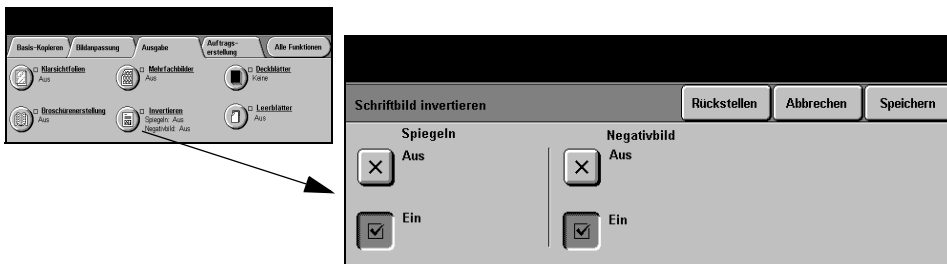 Basis-Kopieren Bildanpassung Ausgabe Auftrags-
erstellung Alle Funktionen
Klarsichtfolien
Aus
Mehrfachbilder
Aus
Deckblätter
Keine
Broschürenerstellung
Aus
Invertieren
Spiegeln: Aus
Negativbild: Aus
Leerblätter
Aus
Schriftbild invertieren Rückstellen Abbrechen Speichern
Spiegeln
Aus
Ein
Negativbild
Aus
Ein